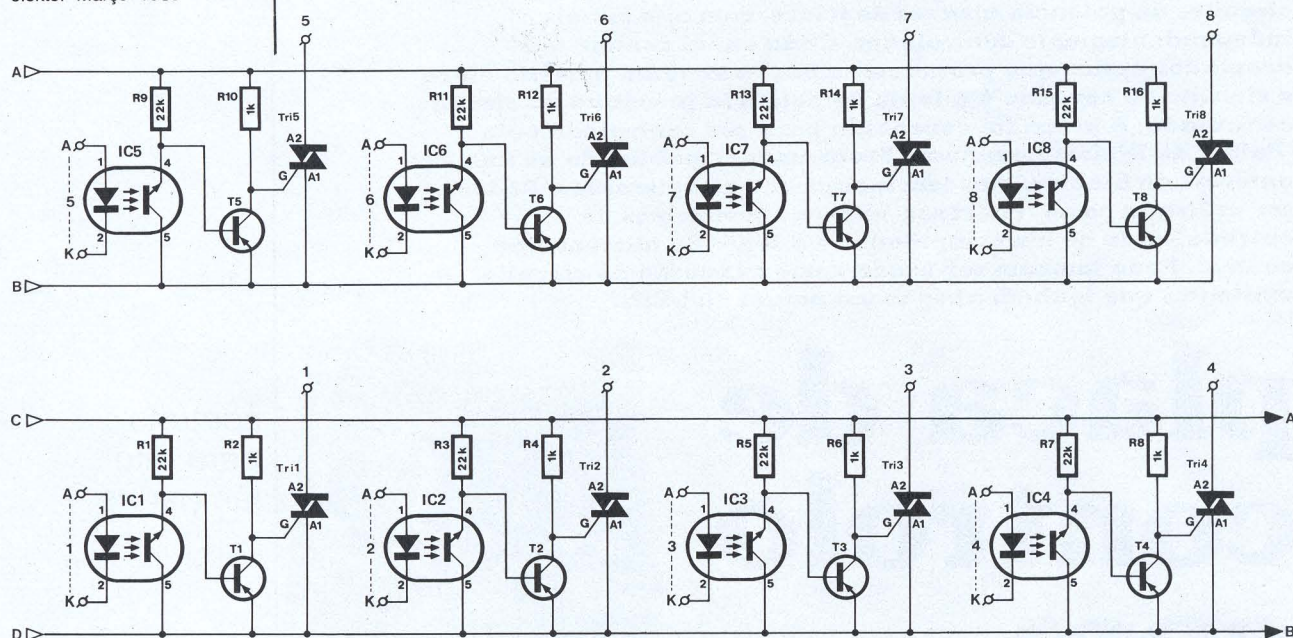 elektor março
5 6 7 8
A
R9 22k R10 1k R11 22k R12 1k R13 22k R14 1k R15 22k R16 1k
Tri5 Tri6 Tri7 Tri8
A IC5 A2 A IC6 A2 A IC7 A2 A IC8 A2
1 4 G A1 1 4 G A1 1 4 G A1 1 4 G A1
5 T5 6 T6 7 T7 8 T8
2 5 2 5 2 5 2 5
K K K K
B
1 2 3 4
C A
R1 22k R2 1k R3 22k R4 1k R5 22k R6 1k R7 22k R8 1k
Tri1 Tri2 Tri3 Tri4
A IC1 A2 A IC2 A2 A IC3 A2 A IC4 A2
1 4 G A1 1 4 G A1 1 4 G A1 1 4 G A1
1 T1 2 T2 3 T3 4 T4
2 5 2 5 2 5 2 5
K K K K
D B